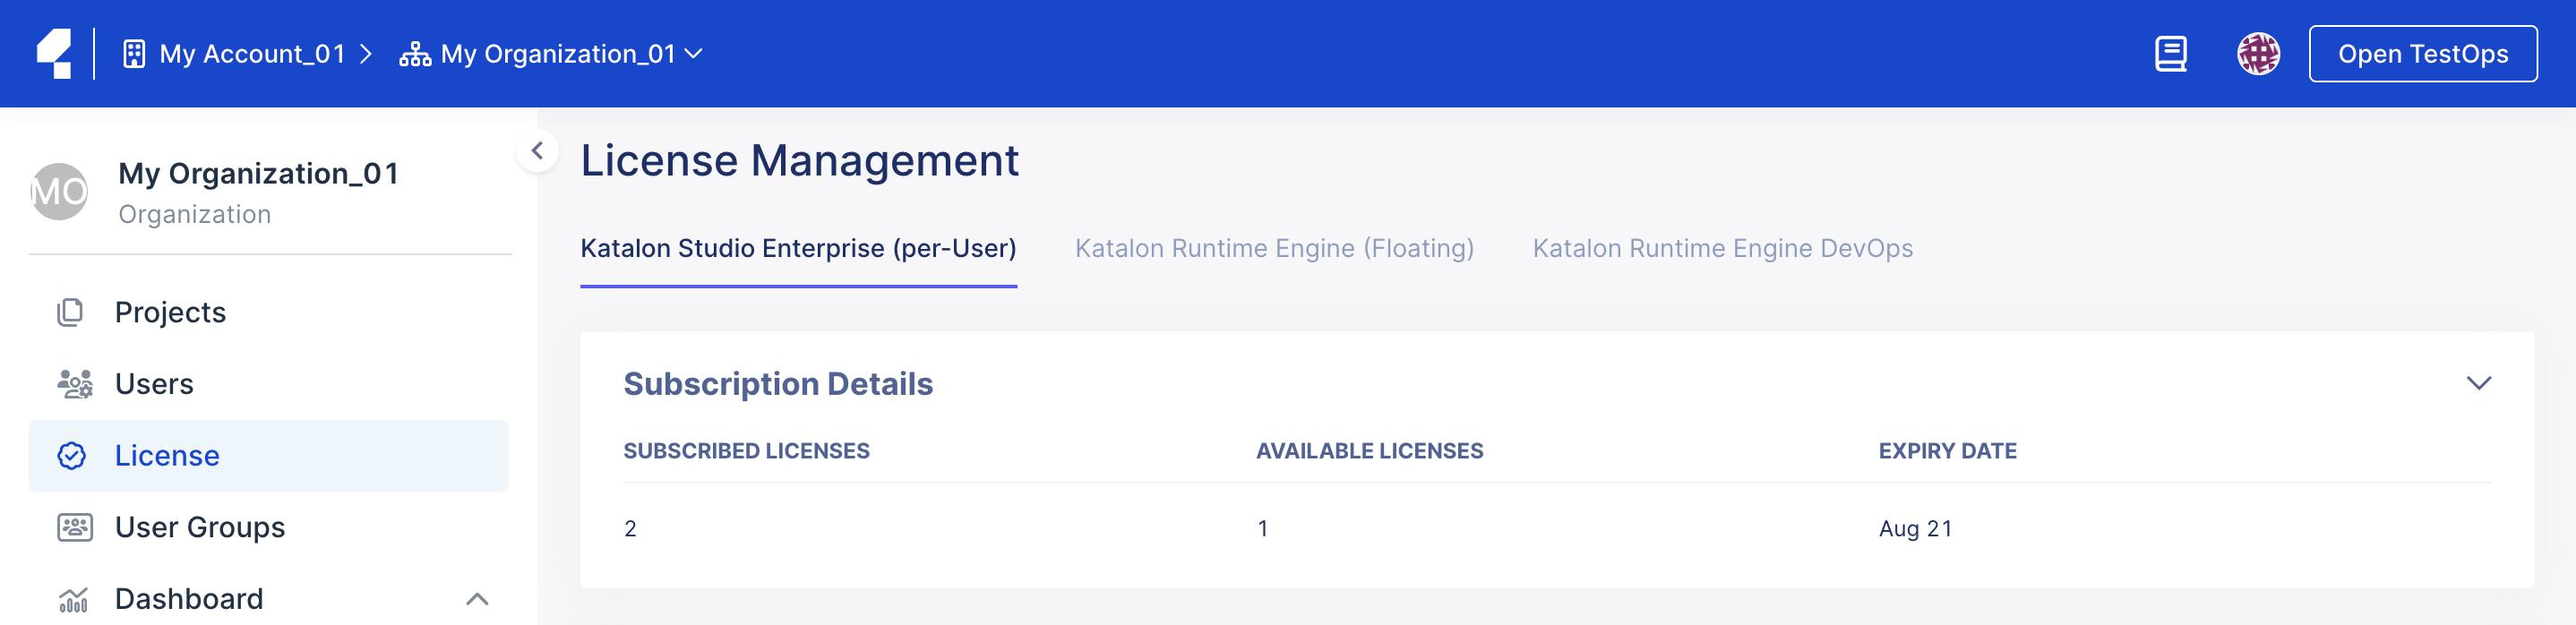 My Account_01
My Organization_01
Open TestOps
MO
My Organization_01
Organization
Projects
Users
License
User Groups
Dashboard
License Management
Katalon Studio Enterprise (per-User)
Katalon Runtime Engine (Floating)
Katalon Runtime Engine DevOps
Subscription Details
SUBSCRIBED LICENSES
AVAILABLE LICENSES
EXPIRY DATE
2
1
Aug 21